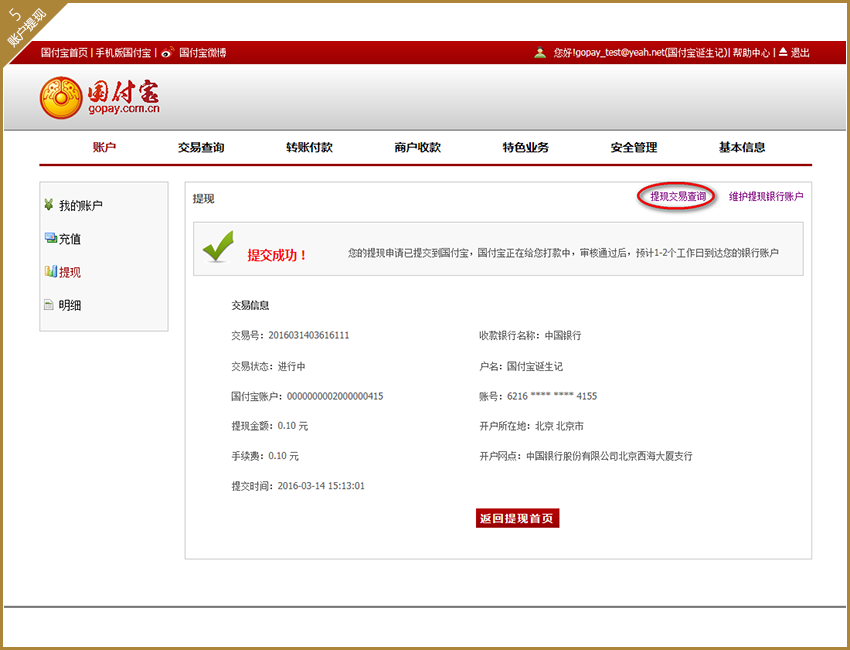 5
账户提现
国付宝首页 | 手机版国付宝 | 国付宝微博
您好!gopay_test@yeah.net(国付宝诞生记)| 帮助中心 | 退出
国付宝
gopay.com.cn
账户 交易查询 转账付款 商户收款 特色业务 安全管理 基本信息
我的账户
充值
提现
明细
提现 提现交易查询 维护提现银行账户
提交成功！ 您的提现申请已提交到国付宝，国付宝正在给您打款中，审核通过后，预计1-2个工作日到达您的银行账户
交易信息
交易号：2016031403616111 收款银行名称：中国银行
交易状态：进行中 户名：国付宝诞生记
国付宝账户：0000000002000000415 账号：6216 **** **** 4155
提现金额：0.10 元 开户所在地：北京 北京市
手续费：0.10 元 开户网点：中国银行股份有限公司北京西海大厦支行
提交时间：2016-03-14 15:13:01
返回提现首页